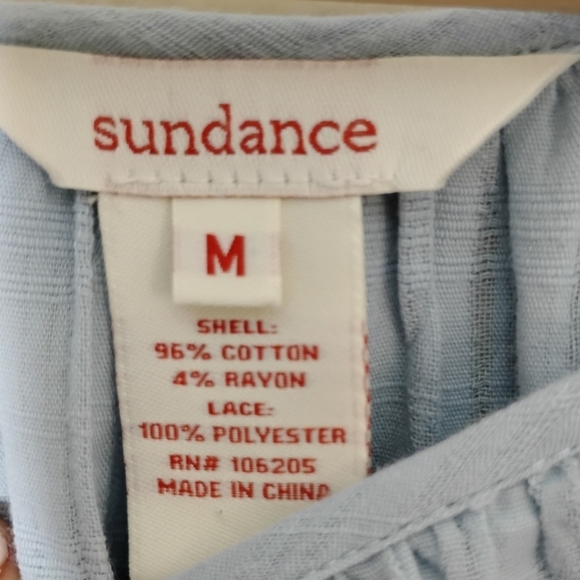 sundance
M
SHELL:
96% COTTON
4% RAYON
LACE:
100% POLYESTER
RN# 106205
MADE IN CHINA